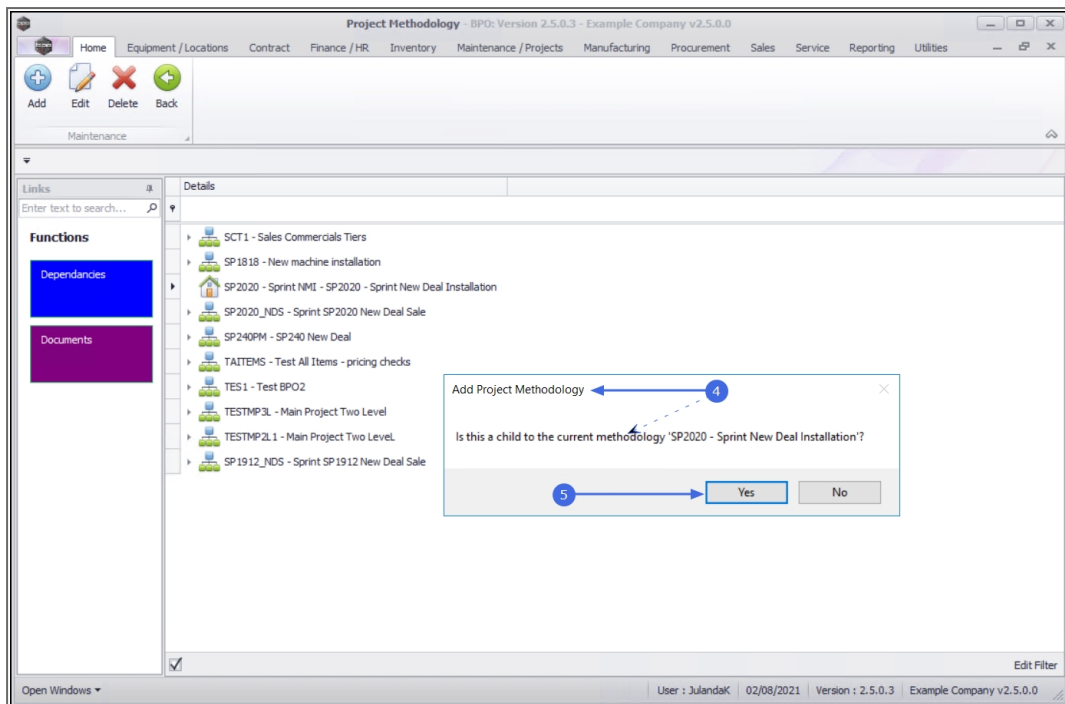 Project Methodology - BPO: Version 2.5.0.3 - Example Company v2.5.0.0
Home Equipment / Locations Contract Finance / HR Inventory Maintenance / Projects Manufacturing Procurement Sales Service Reporting Utilities
Add Edit Delete Back
Maintenance
Links
Enter text to search...
Functions
Dependancies
Documents
Details
SCT1 - Sales Commercials Tiers
SP1818 - New machine installation
SP2020 - Sprint NMI - SP2020 - Sprint New Deal Installation
SP2020_NDS - Sprint SP2020 New Deal Sale
SP240PM - SP240 New Deal
TAITEMS - Test All Items - pricing checks
TES1 - Test BPO2
TESTMP3L - Main Project Two Level
TESTMP2L1 - Main Project Two LeveL
SP1912_NDS - Sprint SP1912 New Deal Sale
Add Project Methodology
4
Is this a child to the current methodology 'SP2020 - Sprint New Deal Installation'?
5
Yes No
Edit Filter
Open Windows User : JulandaK 02/08/2021 Version : 2.5.0.3 Example Company v2.5.0.0